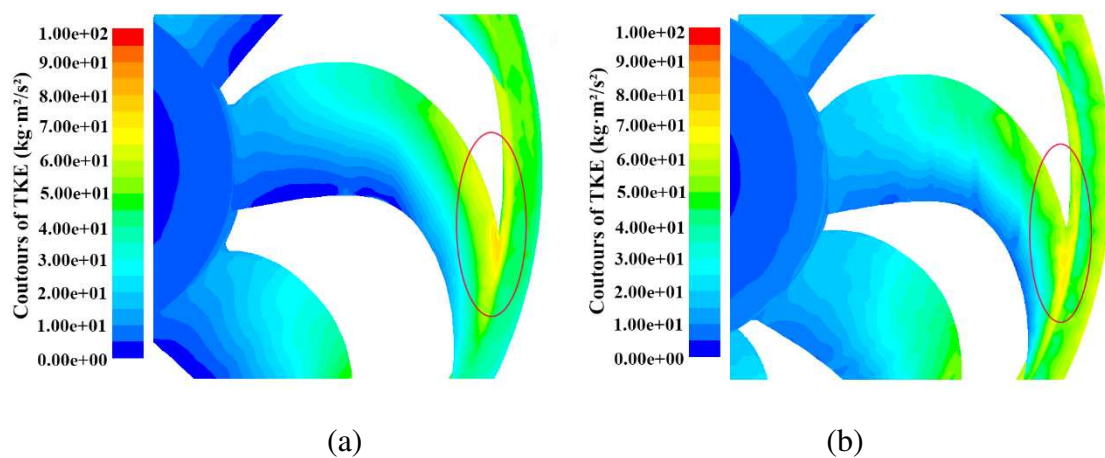 Coutours of TKE (kg·m²/s²)
1.00e+02
9.00e+01
8.00e+01
7.00e+01
6.00e+01
5.00e+01
4.00e+01
3.00e+01
2.00e+01
1.00e+01
0.00e+00
(a)
Coutours of TKE (kg·m²/s²)
1.00e+02
9.00e+01
8.00e+01
7.00e+01
6.00e+01
5.00e+01
4.00e+01
3.00e+01
2.00e+01
1.00e+01
0.00e+00
(b)